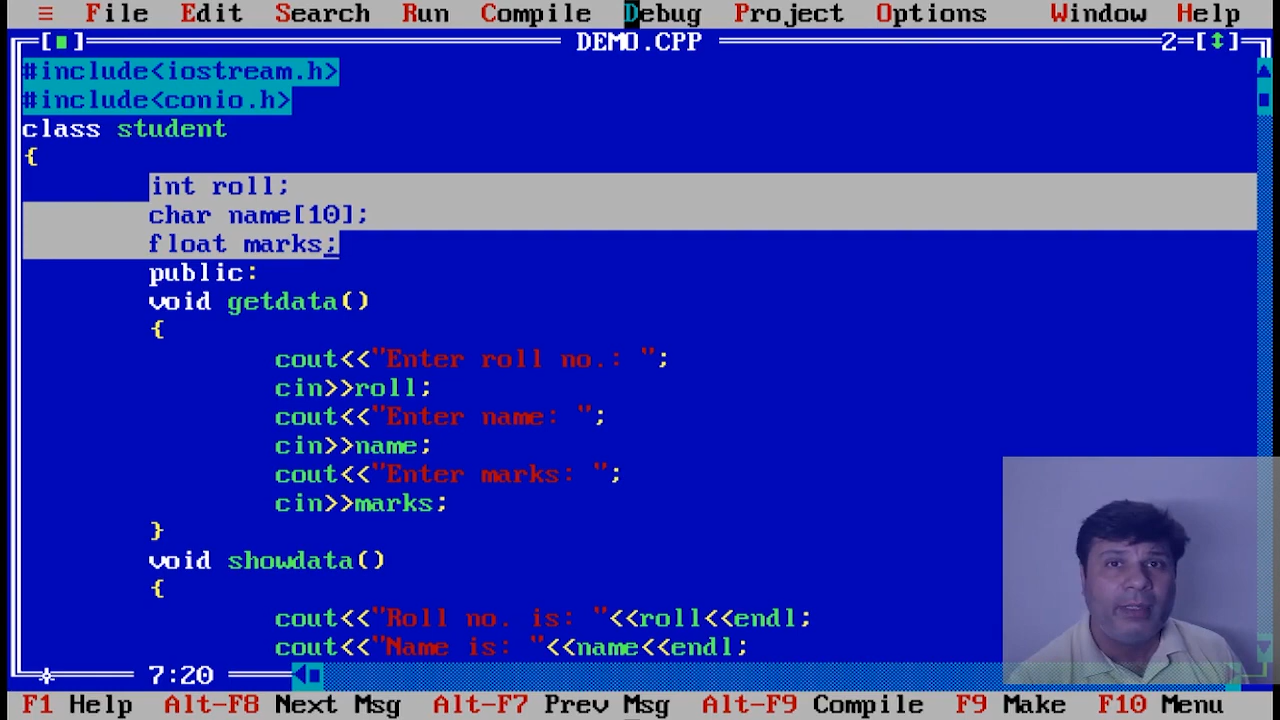 ≡ File Edit Search Run Compile Debug Project Options Window Help
DEMO.CPP 2
#include<iostream.h>
#include<conio.h>
class student
{
int roll;
char name[10];
float marks;
public:
void getdata()
{
cout<<"Enter roll no.: ";
cin>>roll;
cout<<"Enter name: ";
cin>>name;
cout<<"Enter marks: ";
cin>>marks;
}
void showdata()
{
cout<<"Roll no. is: "<<roll<<endl;
cout<<"Name is: "<<name<<endl;
7:20
F1 Help Alt-F8 Next Msg Alt-F7 Prev Msg Alt-F9 Compile F9 Make F10 Menu